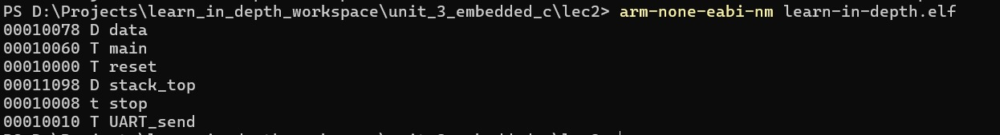 PS D:\Projects\learn_in_depth_workspace\unit_3_embedded_c\lec2> arm-none-eabi-nm learn-in-depth.elf
00010078 D data
00010060 T main
00010000 T reset
00011098 D stack_top
00010008 t stop
00010010 T UART_send